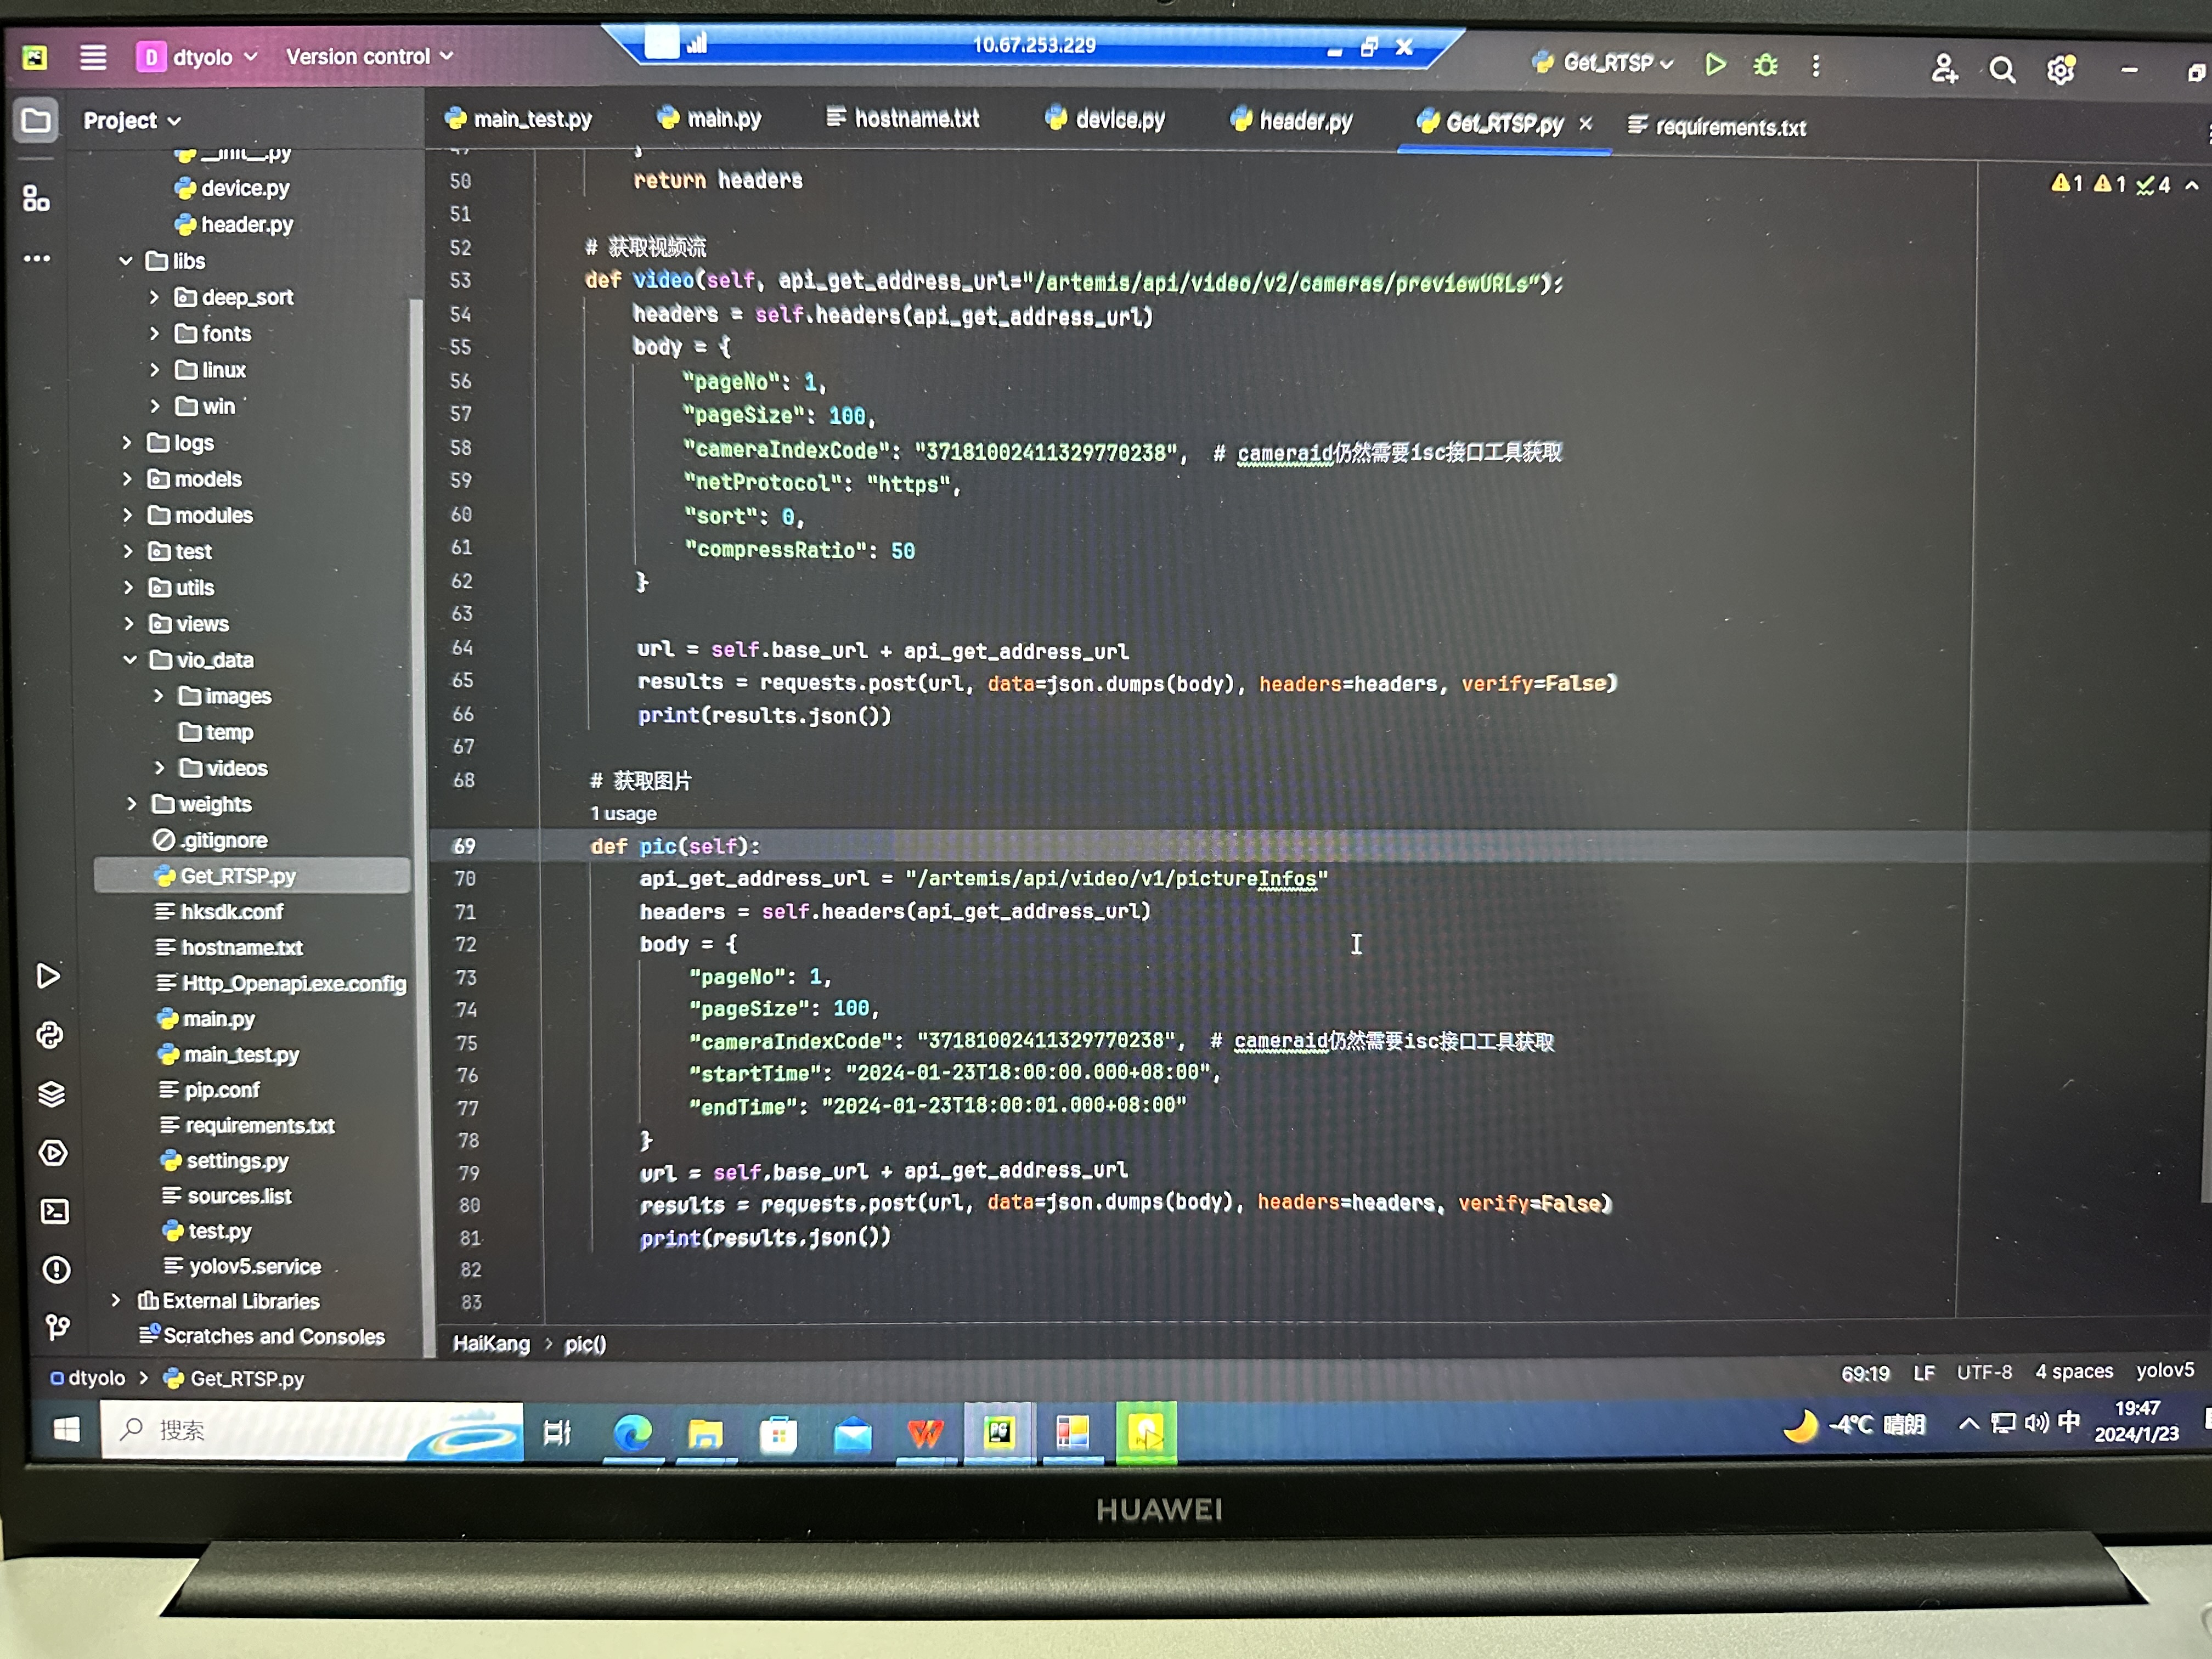 D dtyolo Version control 10.67.253.229 Get_RTSP
Project main_test.py main.py hostname.txt device.py header.py Get_RTSP.py requirements.txt
1 1 4
__init__.py
device.py
header.py
libs
deep_sort
fonts
linux
win
logs
models
modules
test
utils
views
vio_data
images
temp
videos
weights
.gitignore
Get_RTSP.py
hksdk.conf
hostname.txt
Http_Openapi.exe.config
main.py
main_test.py
pip.conf
requirements.txt
settings.py
sources.list
test.py
yolov5.service
External Libraries
Scratches and Consoles
49 }
50 return headers
51
52 # 获取视频流
53 def video(self, api_get_address_url="/artemis/api/video/v2/cameras/previewURLs"):
54 headers = self.headers(api_get_address_url)
55 body = {
56 "pageNo": 1,
57 "pageSize": 100,
58 "cameraIndexCode": "37181002411329770238", # cameraid仍然需要isc接口工具获取
59 "netProtocol": "https",
60 "sort": 0,
61 "compressRatio": 50
62 }
63
64 url = self.base_url + api_get_address_url
65 results = requests.post(url, data=json.dumps(body), headers=headers, verify=False)
66 print(results.json())
67
68 # 获取图片
1 usage
69 def pic(self):
70 api_get_address_url = "/artemis/api/video/v1/pictureInfos"
71 headers = self.headers(api_get_address_url)
72 body = {
73 "pageNo": 1,
74 "pageSize": 100,
75 "cameraIndexCode": "37181002411329770238", # cameraid仍然需要isc接口工具获取
76 "startTime": "2024-01-23T18:00:00.000+08:00",
77 "endTime": "2024-01-23T18:00:01.000+08:00"
78 }
79 url = self.base_url + api_get_address_url
80 results = requests.post(url, data=json.dumps(body), headers=headers, verify=False)
81 print(results.json())
82
83
HaiKang > pic()
dtyolo > Get_RTSP.py 69:19 LF UTF-8 4 spaces yolov5
搜索 -4°C 晴朗 中 19:47
2024/1/23
HUAWEI